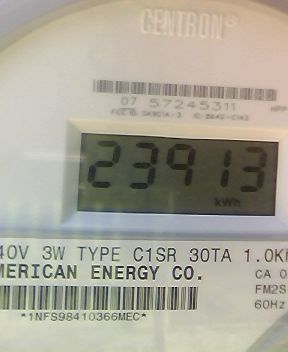 CENTRON®
07 57245311
23913
kWh
40V 3W TYPE C1SR 30TA 1.0K
MERICAN ENERGY CO.
CA 0
FM2S
60Hz
*1NFS98410366MEC*